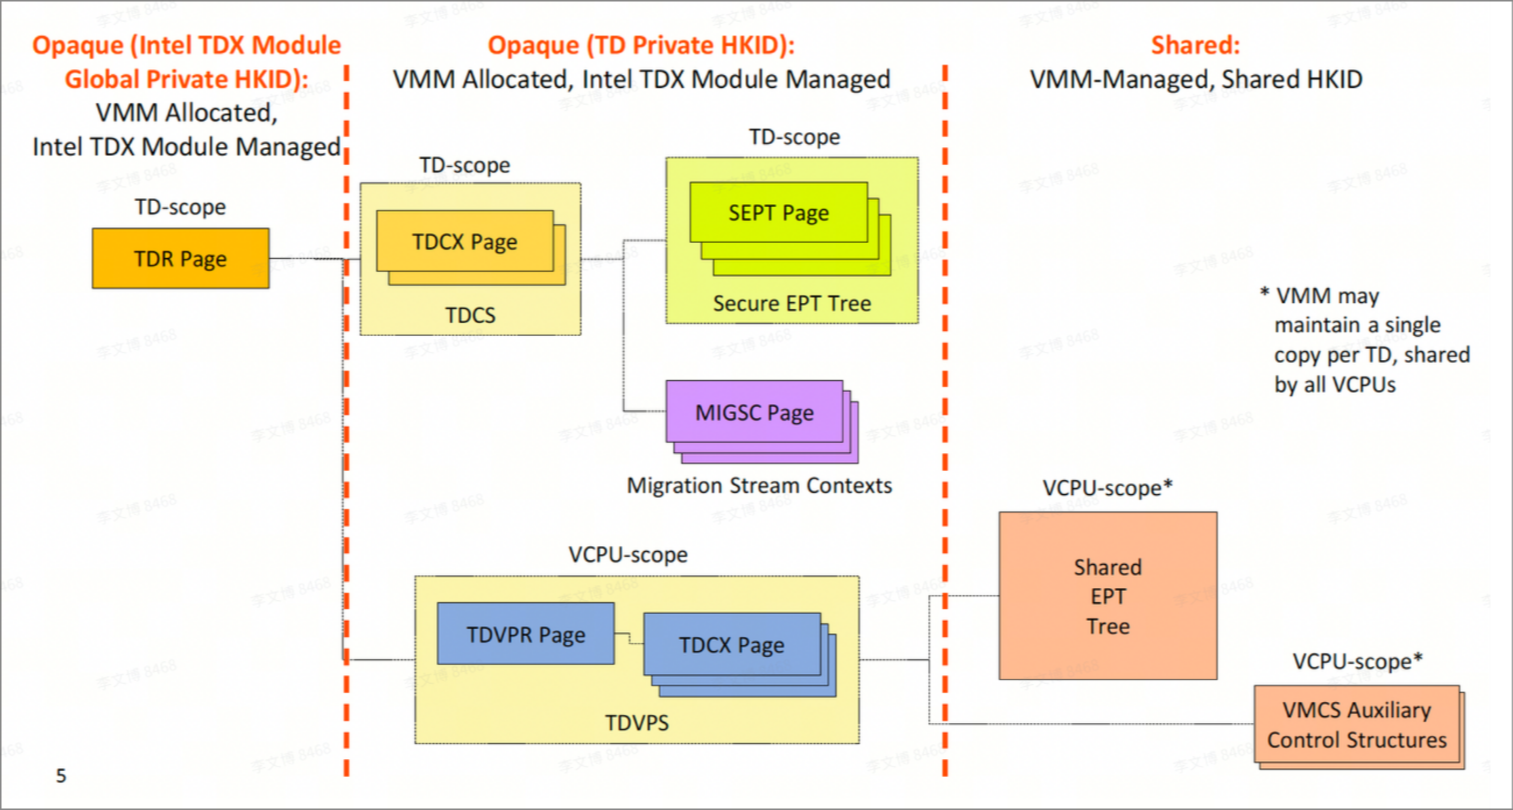 Opaque (Intel TDX Module
Global Private HKID):
VMM Allocated,
Intel TDX Module Managed
TD-scope
TDR Page
Opaque (TD Private HKID):
VMM Allocated, Intel TDX Module Managed
TD-scope
TDCX Page
TDCS
TD-scope
SEPT Page
Secure EPT Tree
MIGSC Page
Migration Stream Contexts
VCPU-scope
TDVPR Page
TDCX Page
TDVPS
Shared:
VMM-Managed, Shared HKID
* VMM may
maintain a single
copy per TD, shared
by all VCPUs
VCPU-scope*
Shared
EPT
Tree
VCPU-scope*
VMCS Auxiliary
Control Structures
5
李文博 8468